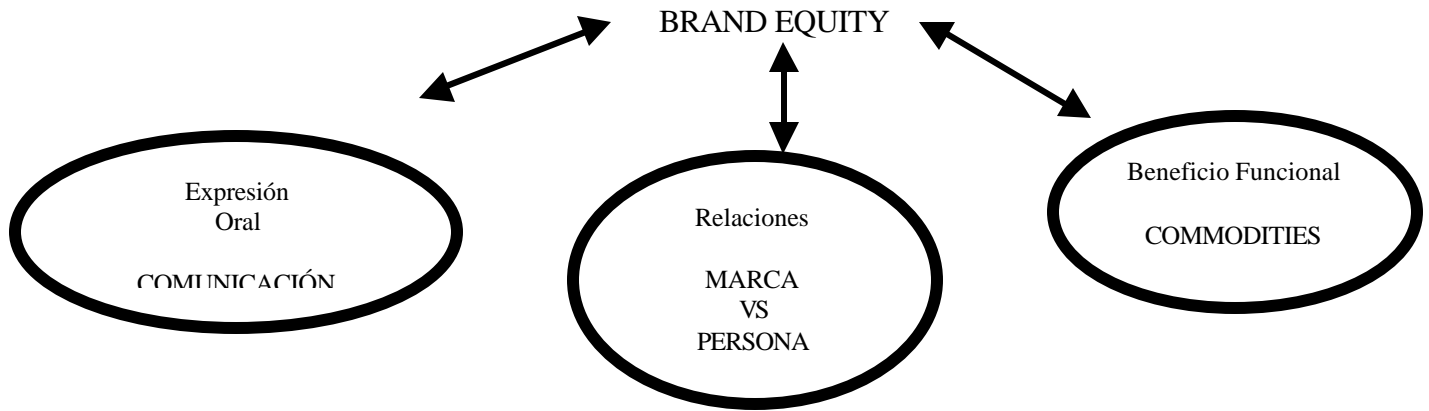 BRAND EQUITY
Expresión
Oral
COMUNICACIÓN
Relaciones
MARCA
VS
PERSONA
Beneficio Funcional
COMMODITIES